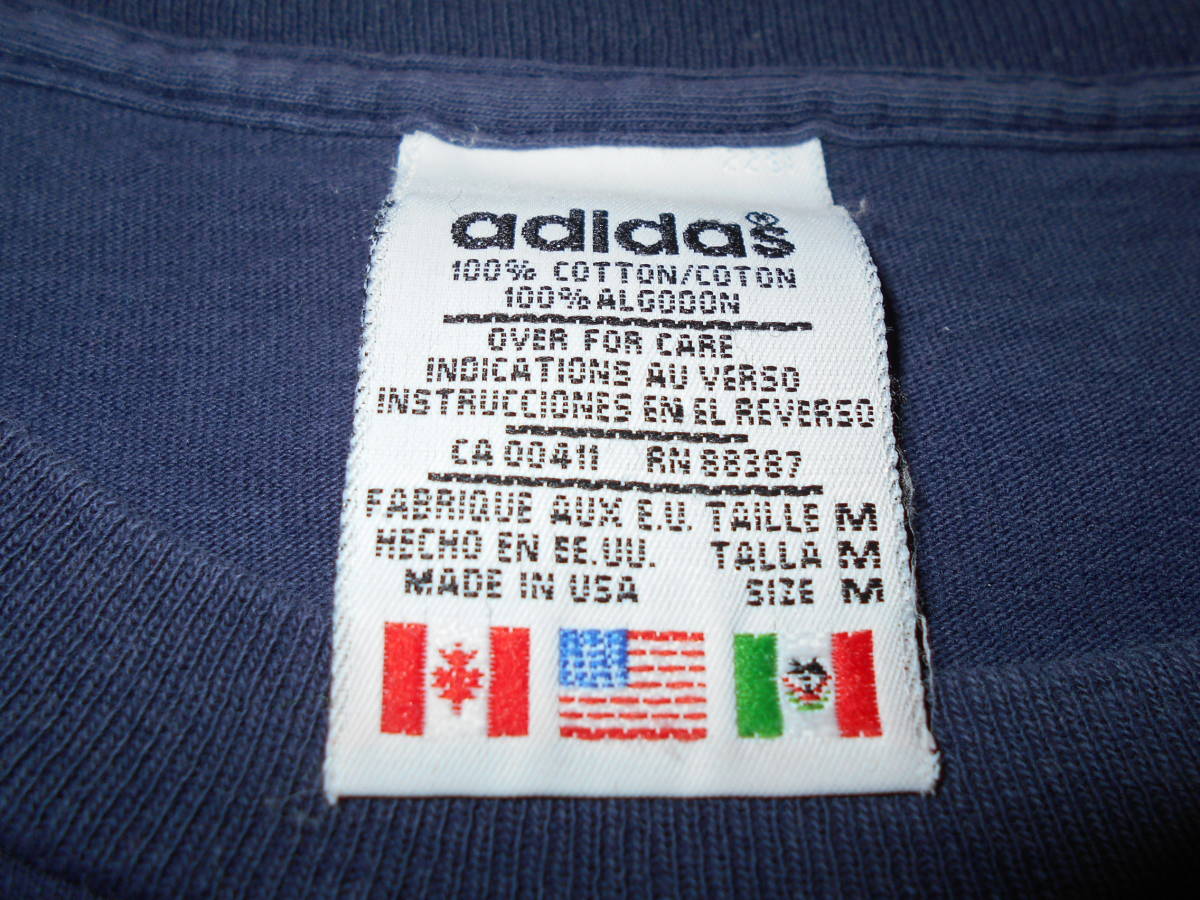 adidas®
100% COTTON/COTON
100% ALGODON
OVER FOR CARE
INDICATIONS AU VERSO
INSTRUCCIONES EN EL REVERSO
CA 00411 RN 88387
FABRIQUE AUX E.U. TAILLE M
HECHO EN EE.UU. TALLA M
MADE IN USA SIZE M